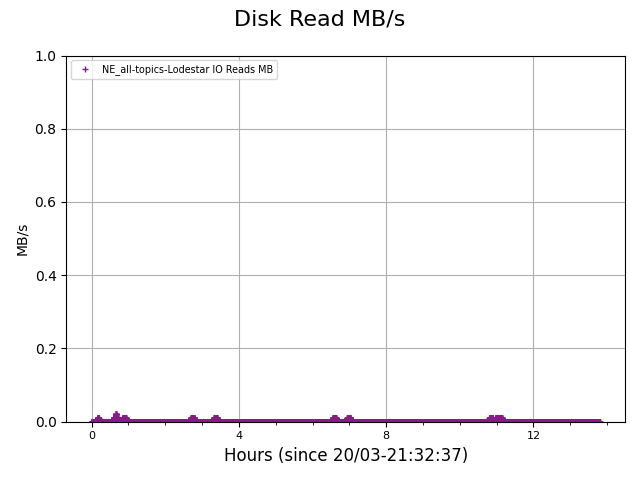 Disk Read MB/s
1.0
NE_all-topics-Lodestar IO Reads MB
0.8
0.6
MB/s
0.4
0.2
0.0
0 4 8 12
Hours (since 20/03-21:32:37)